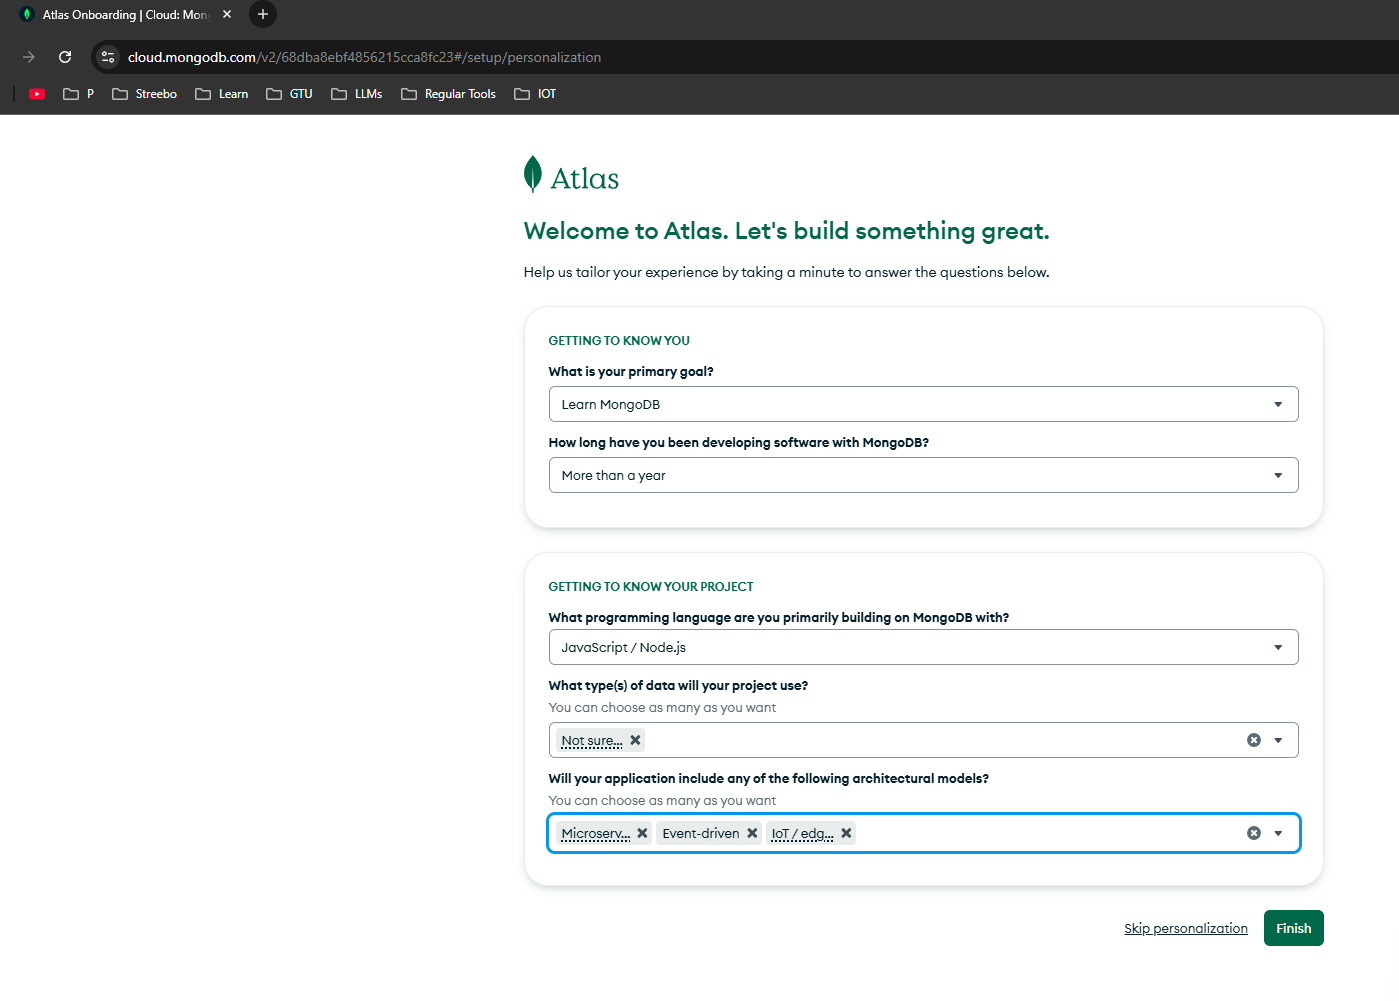 Atlas Onboarding | Cloud: Mon
cloud.mongodb.com/v2/68dba8ebf4856215cca8fc23#/setup/personalization
P Streebo Learn GTU LLMs Regular Tools IOT
Atlas
Welcome to Atlas. Let's build something great.
Help us tailor your experience by taking a minute to answer the questions below.
GETTING TO KNOW YOU
What is your primary goal?
Learn MongoDB
How long have you been developing software with MongoDB?
More than a year
GETTING TO KNOW YOUR PROJECT
What programming language are you primarily building on MongoDB with?
JavaScript / Node.js
What type(s) of data will your project use?
You can choose as many as you want
Not sure...
Will your application include any of the following architectural models?
You can choose as many as you want
Microserv... Event-driven IoT / edg...
Skip personalization Finish